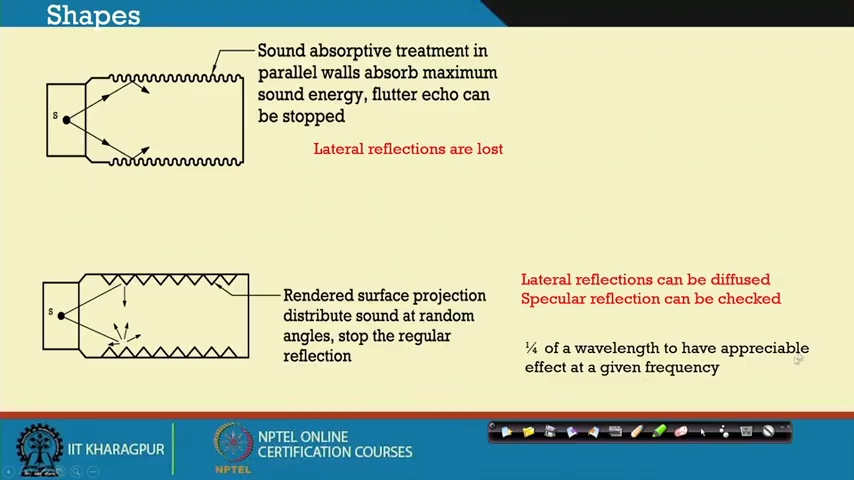 Shapes
S
Sound absorptive treatment in
parallel walls absorb maximum
sound energy, flutter echo can
be stopped
Lateral reflections are lost
S
Rendered surface projection
distribute sound at random
angles, stop the regular
reflection
Lateral reflections can be diffused
Specular reflection can be checked
¼ of a wavelength to have appreciable
effect at a given frequency
IIT KHARAGPUR
NPTEL
NPTEL ONLINE
CERTIFICATION COURSES